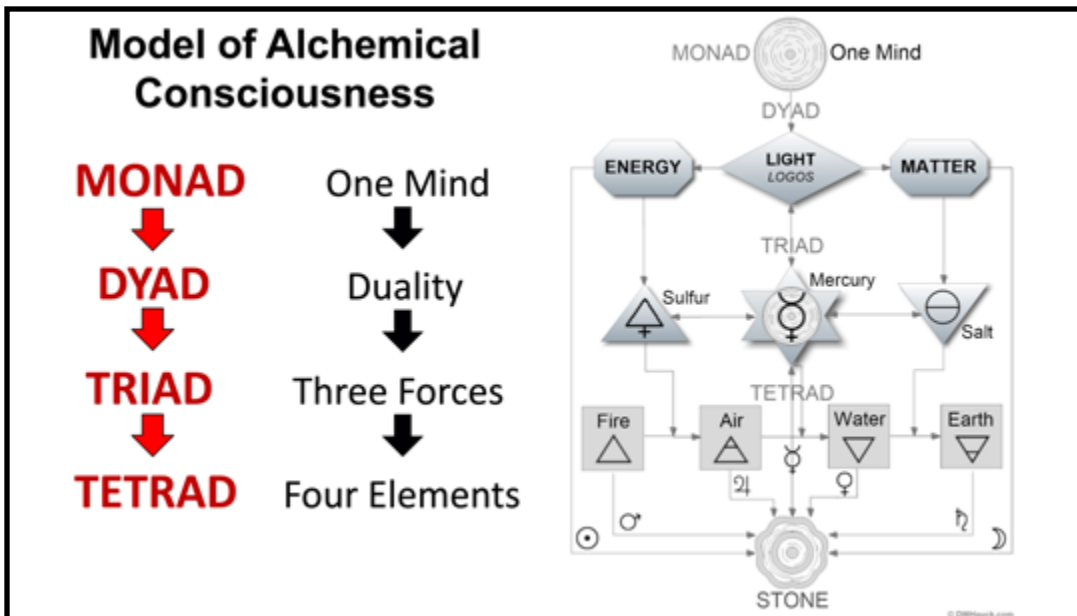 Model of Alchemical
Consciousness
MONAD
One Mind
DYAD
Duality
TRIAD
Three Forces
TETRAD
Four Elements
MONAD
One Mind
DYAD
ENERGY
LIGHT
LOGOS
MATTER
TRIAD
Sulfur
Mercury
Salt
TETRAD
Fire
Air
Water
Earth
STONE